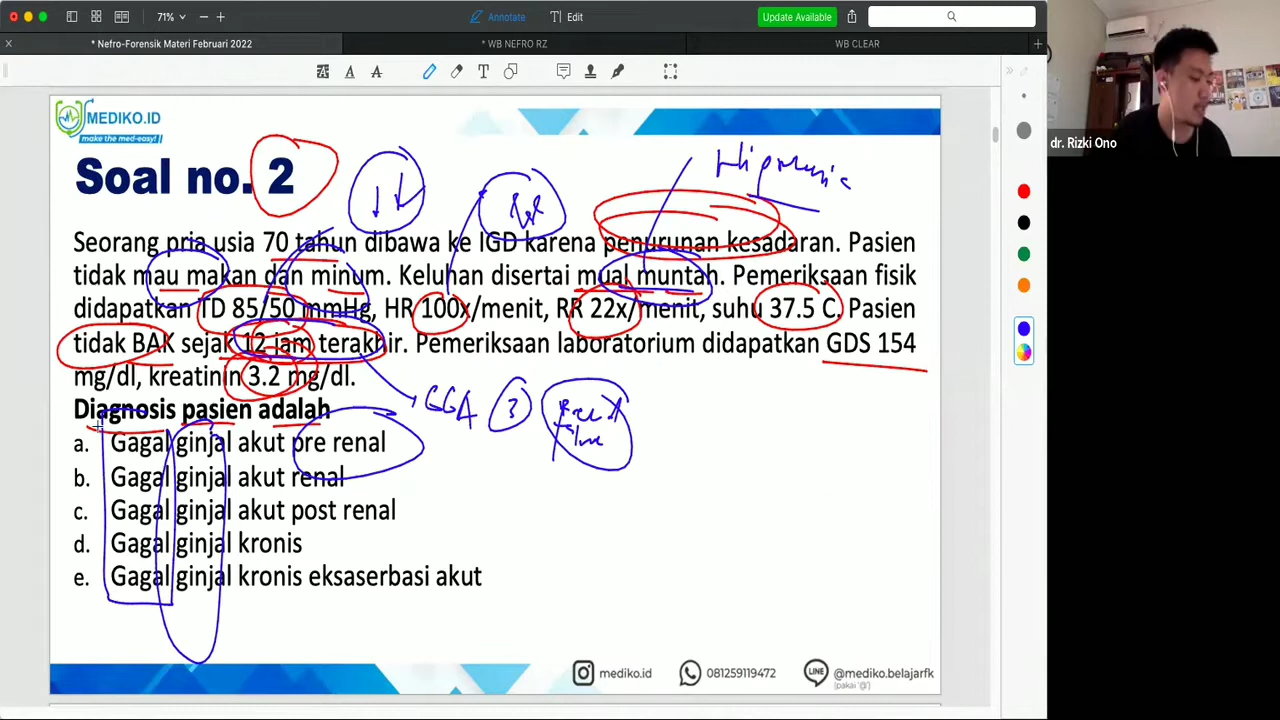 71%
Annotate
Edit
Update Available
* Nefro-Forensik Materi Februari 2022
* WB NEFRO RZ
WB CLEAR
MEDIKO.ID
make the med-easy!
dr. Rizki Ono
Soal no. 2
Seorang pria usia 70 tahun dibawa ke IGD karena penurunan kesadaran. Pasien
tidak mau makan dan minum. Keluhan disertai mual muntah. Pemeriksaan fisik
didapatkan TD 85/50 mmHg, HR 100x/menit, RR 22x/menit, suhu 37.5 C. Pasien
tidak BAK sejak 12 jam terakhir. Pemeriksaan laboratorium didapatkan GDS 154
mg/dl, kreatinin 3.2 mg/dl.
GGA 3
Diagnosis pasien adalah
a. Gagal ginjal akut pre renal
b. Gagal ginjal akut renal
c. Gagal ginjal akut post renal
d. Gagal ginjal kronis
e. Gagal ginjal kronis eksaserbasi akut
mediko.id
081259119472
LINE
@mediko.belajarfk
(pakai '@')